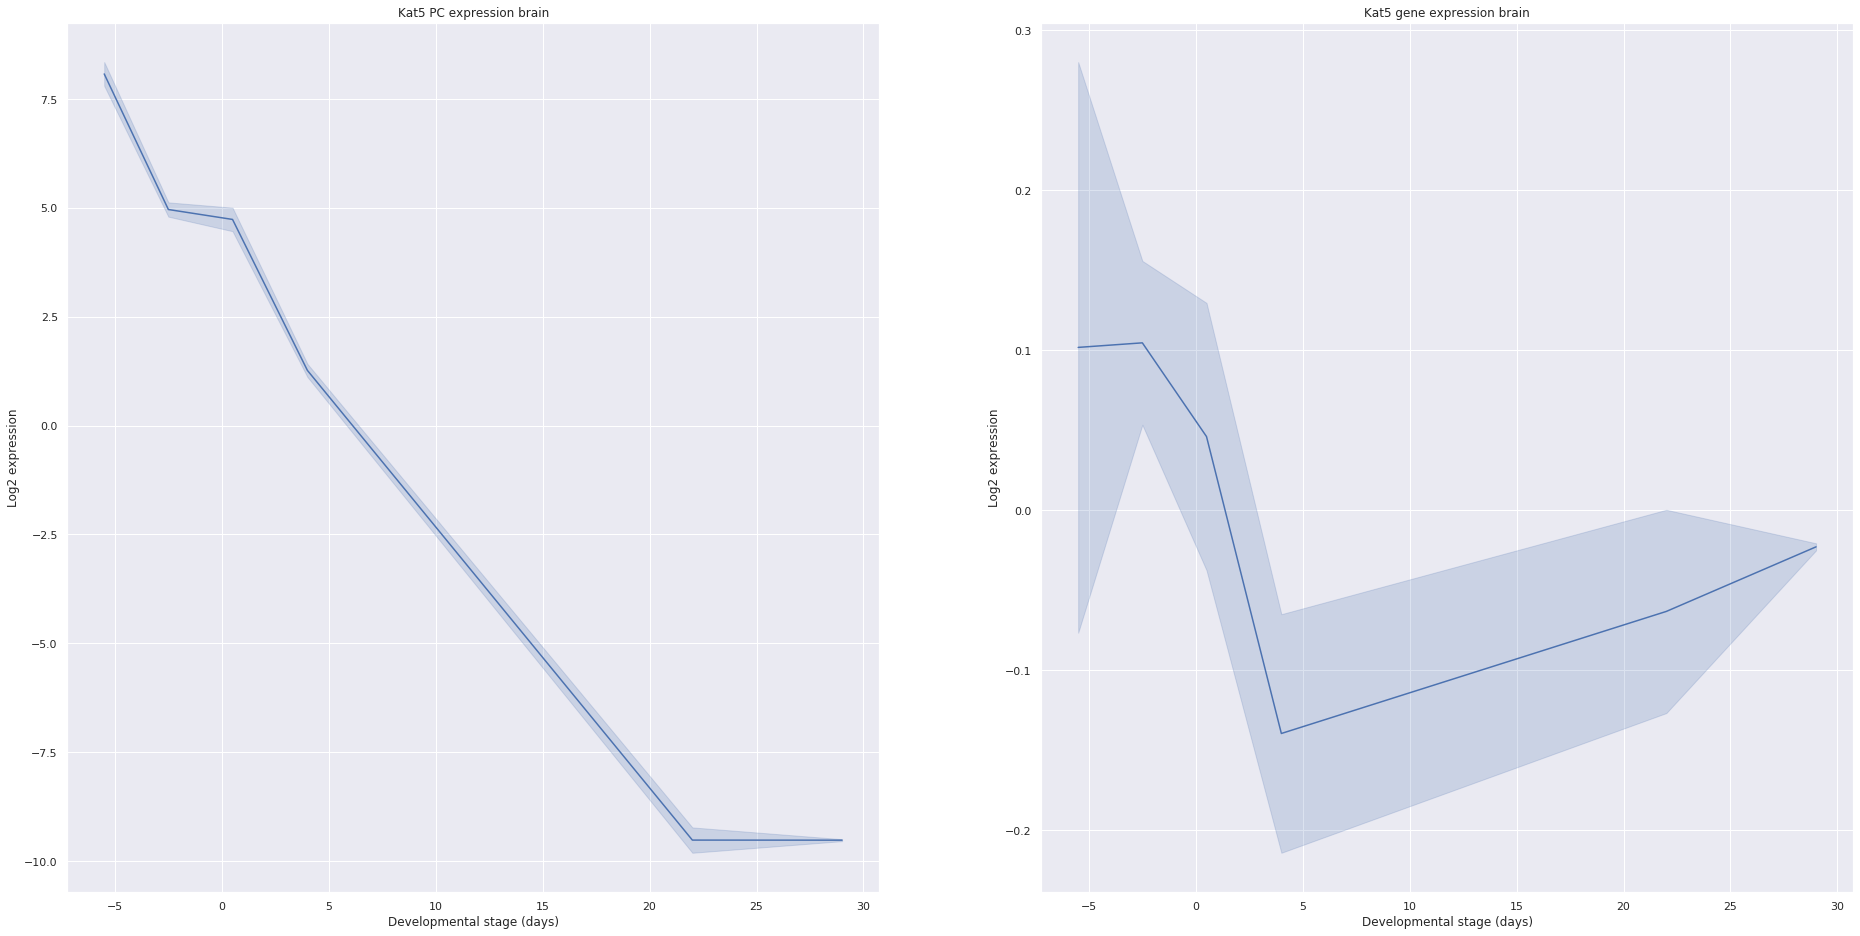 Kat5 PC expression brain
Log2 expression
7.5
5.0
2.5
0.0
−2.5
−5.0
−7.5
−10.0
−5 0 5 10 15 20 25 30
Developmental stage (days)
Kat5 gene expression brain
Log2 expression
0.3
0.2
0.1
0.0
−0.1
−0.2
−5 0 5 10 15 20 25 30
Developmental stage (days)